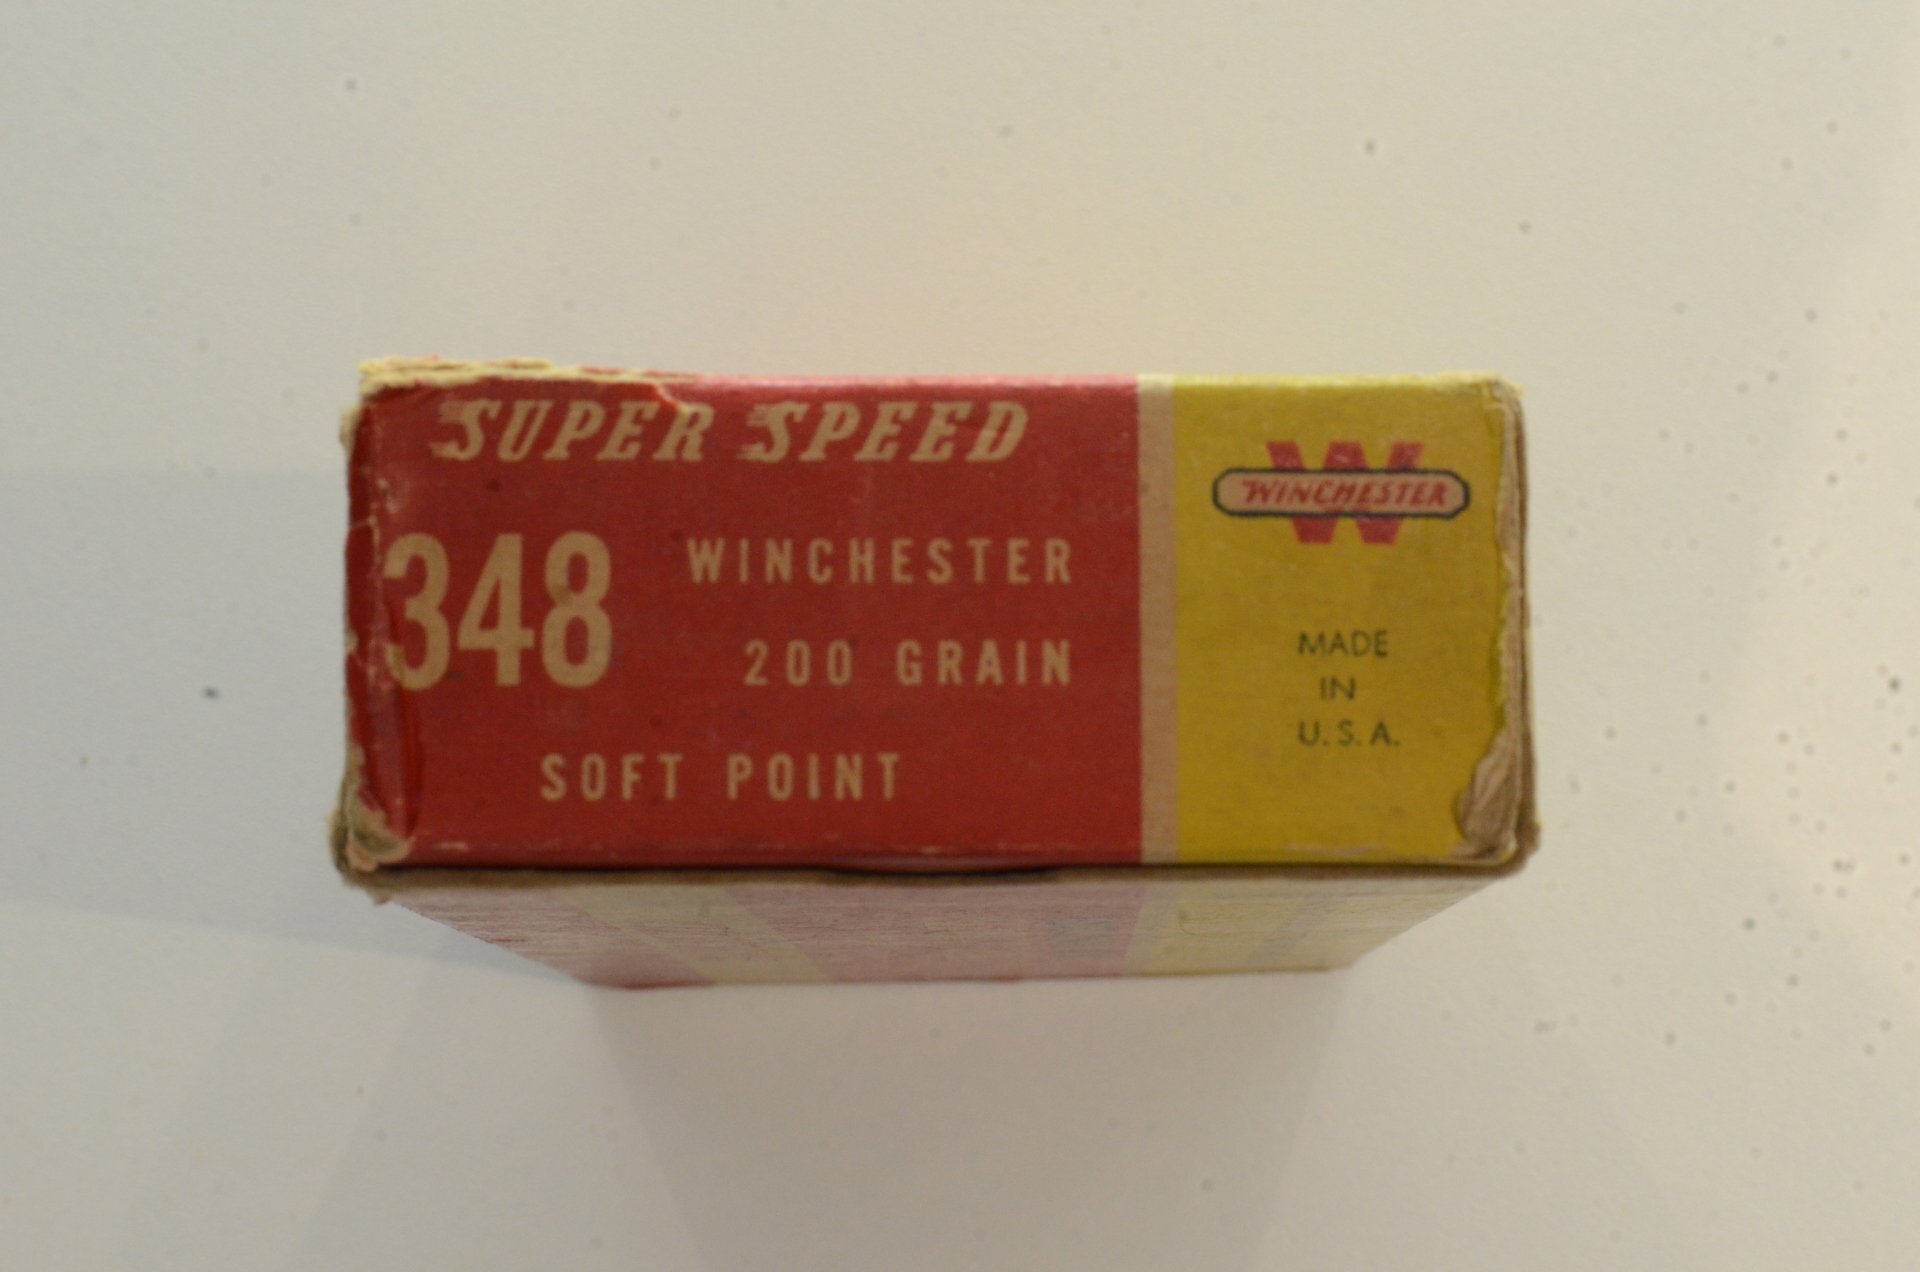 SUPER SPEED
348 WINCHESTER
200 GRAIN
SOFT POINT
W
WINCHESTER
MADE
IN
U.S.A.